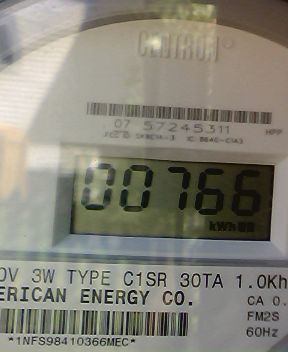 CENTRON®
07 57245311
HPP
00766
kWh
0V 3W TYPE C1SR 30TA 1.0Kh
ERICAN ENERGY CO.
CA 0.
FM2S
60Hz
*1NFS98410366MEC*